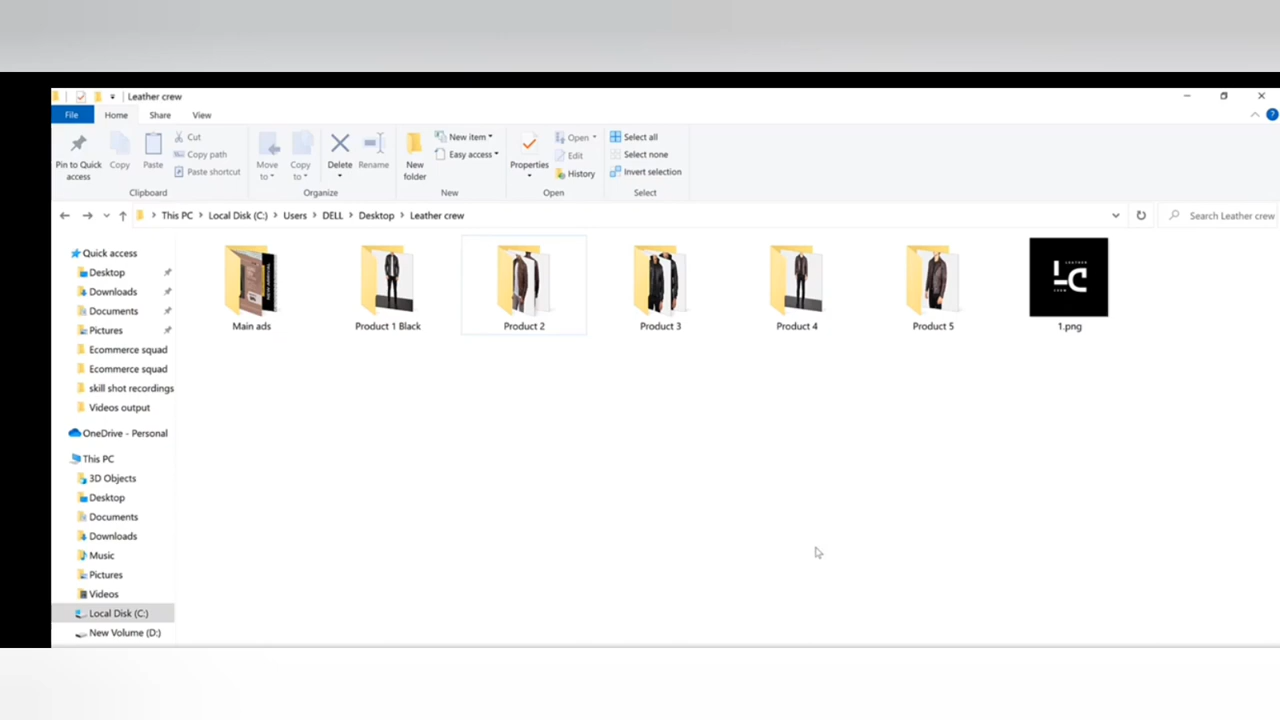 Leather crew
File Home Share View
Pin to Quick access
Copy
Paste
Cut
Copy path
Paste shortcut
Clipboard
Move to
Copy to
Delete
Rename
Organize
New folder
New item
Easy access
New
Properties
Open
Edit
History
Open
Select all
Select none
Invert selection
Select
This PC > Local Disk (C:) > Users > DELL > Desktop > Leather crew
Search Leather crew
Quick access
Desktop
Downloads
Documents
Pictures
Ecommerce squad
Ecommerce squad
skill shot recordings
Videos output
OneDrive - Personal
This PC
3D Objects
Desktop
Documents
Downloads
Music
Pictures
Videos
Local Disk (C:)
New Volume (D:)
LEATHER
LC
CREW
Main ads
Product 1 Black
Product 2
Product 3
Product 4
Product 5
1.png